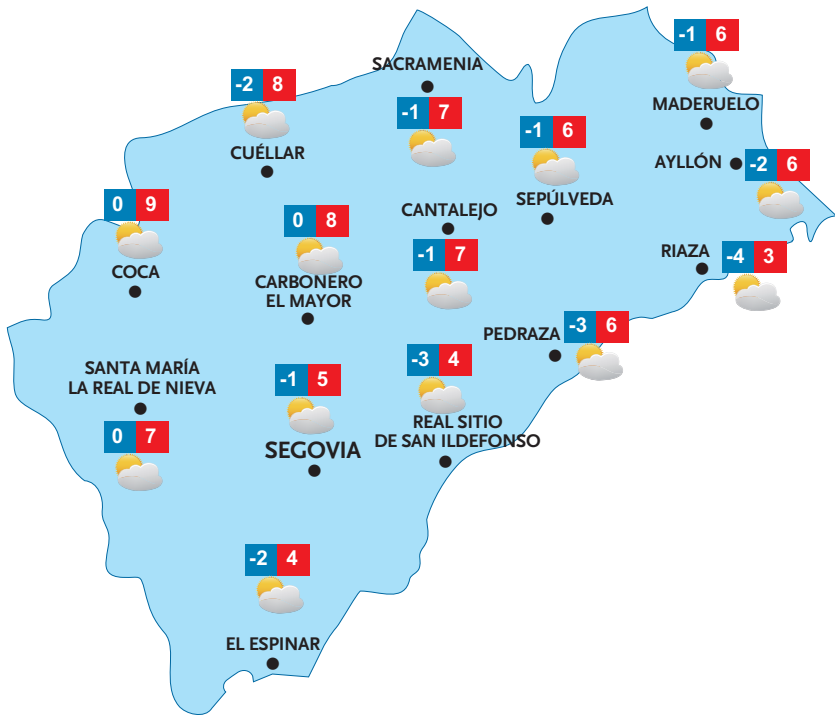 -1 6
MADERUELO
SACRAMENIA
-1 7
-2 8
CUÉLLAR
-1 6
SEPÚLVEDA
AYLLÓN
-2 6
0 9
COCA
0 8
CARBONERO
EL MAYOR
CANTALEJO
-1 7
RIAZA
-4 3
PEDRAZA
-3 6
SANTA MARÍA
LA REAL DE NIEVA
0 7
-1 5
SEGOVIA
-3 4
REAL SITIO
DE SAN ILDEFONSO
-2 4
EL ESPINAR